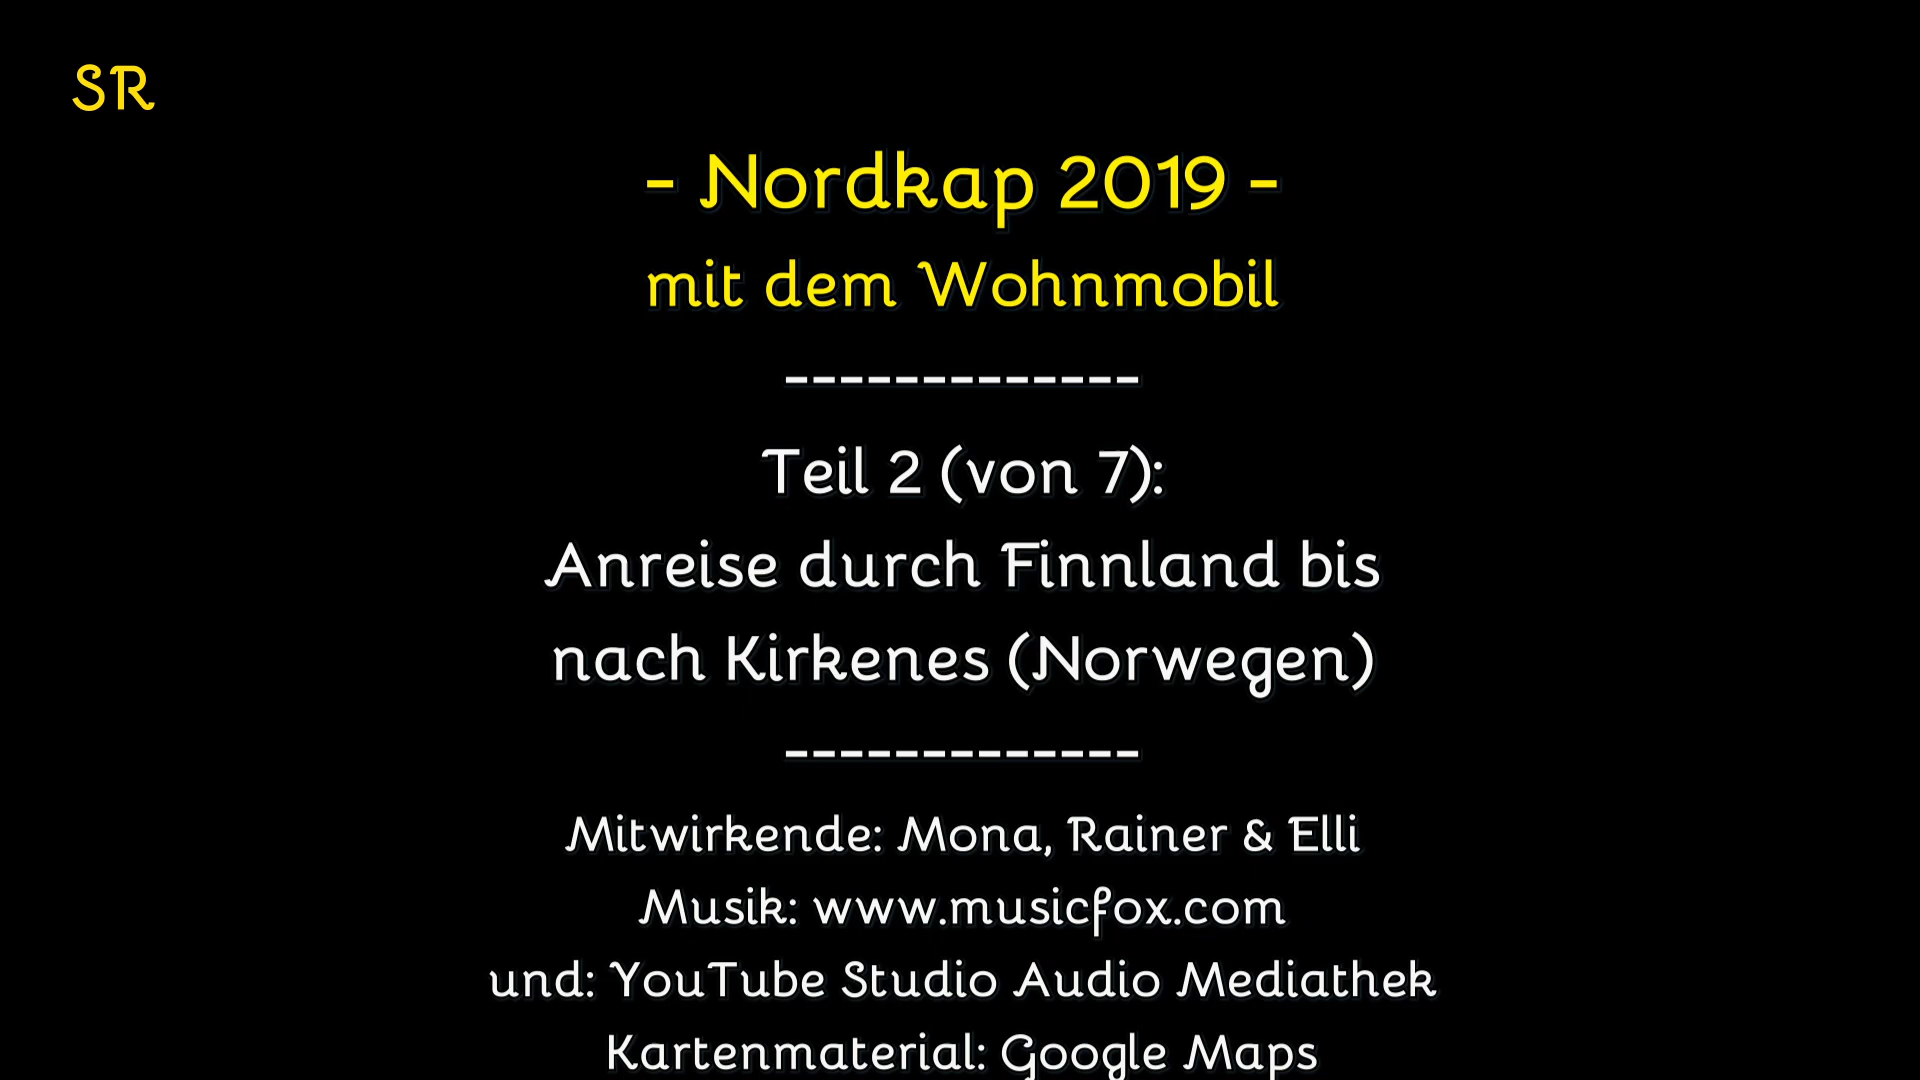 SR
- Nordkap 2019 -
mit dem Wohnmobil
-------------
Teil 2 (von 7):
Anreise durch Finnland bis
nach Kirkenes (Norwegen)
-------------
Mitwirkende: Mona, Rainer & Elli
Musik: www.musicfox.com
und: YouTube Studio Audio Mediathek
Kartenmaterial: Google Maps